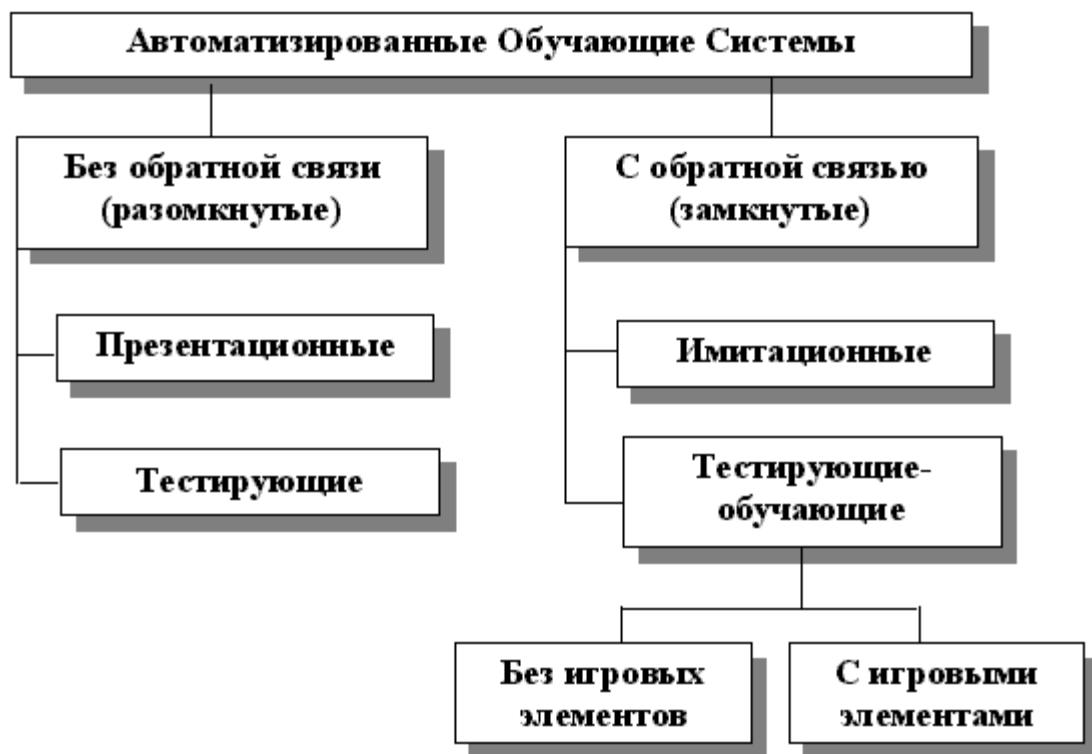 Автоматизированные Обучающие Системы
Без обратной связи
(разомкнутые)
С обратной связью
(замкнутые)
Презентационные
Имитационные
Тестирующие
Тестирующие-
обучающие
Без игровых
элементов
С игровыми
элементами